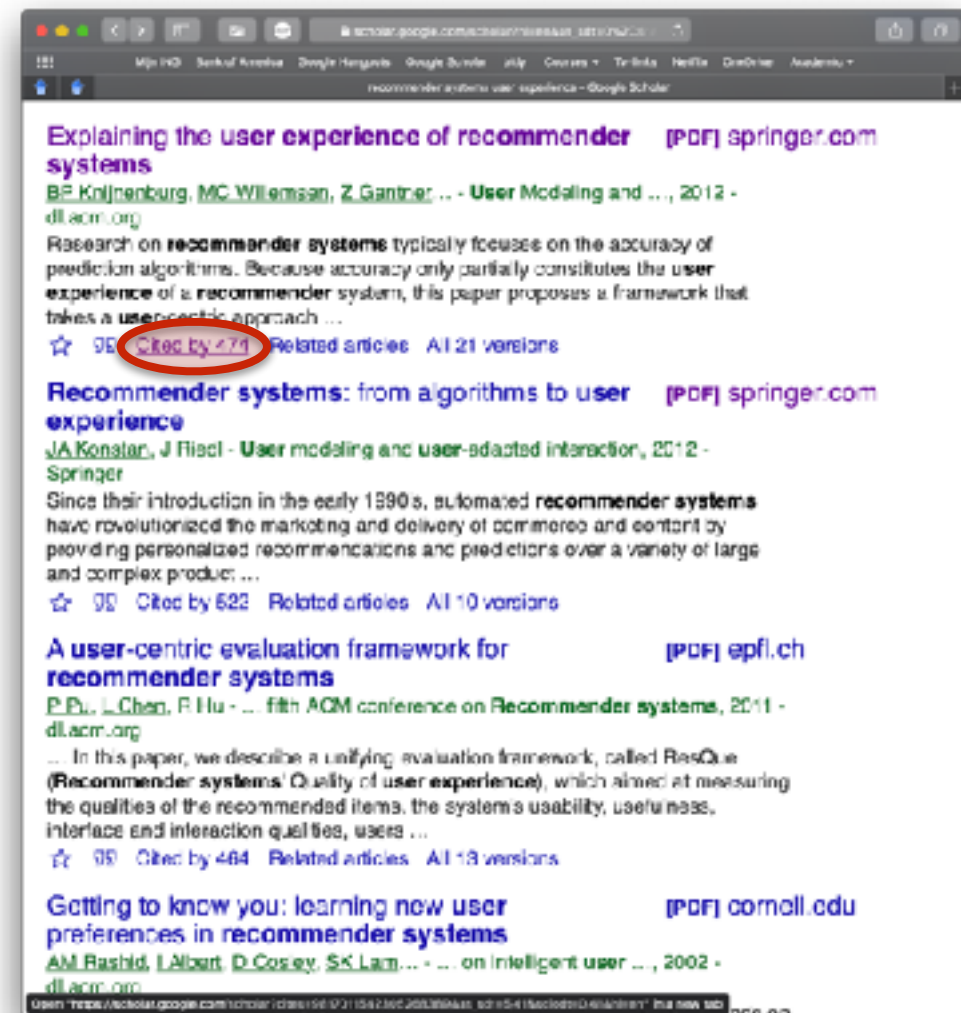 recommender systems user experience – Google Scholar
Explaining the user experience of recommender
[PDF] springer.com
systems
BP Knijnenburg, MC Willemsen, Z Gantner... - User Modeling and ..., 2012 -
dl.acm.org
Research on recommender systems typically focuses on the accuracy of
prediction algorithms. Because accuracy only partially constitutes the user
experience of a recommender system, this paper proposes a framework that
takes a user-centric approach ...
Cited by 474 Related articles All 21 versions
Recommender systems: from algorithms to user
[PDF] springer.com
experience
JA Konstan, J Riedl - User modeling and user-adapted interaction, 2012 -
Springer
Since their introduction in the early 1990's, automated recommender systems
have revolutionized the marketing and delivery of commerce and content by
providing personalized recommendations and predictions over a variety of large
and complex product ...
Cited by 522 Related articles All 10 versions
A user-centric evaluation framework for
[PDF] epfl.ch
recommender systems
P Pu, L Chen, R Hu - ... fifth ACM conference on Recommender systems, 2011 -
dl.acm.org
... In this paper, we describe a unifying evaluation framework, called ResQue
(Recommender systems' Quality of user experience), which aimed at measuring
the qualities of the recommended items, the system's usability, usefulness,
interface and interaction qualities, users ...
Cited by 464 Related articles All 13 versions
Getting to know you: learning new user
[PDF] cornell.edu
preferences in recommender systems
AM Rashid, I Albert, D Cosley, SK Lam... - ... on Intelligent user ..., 2002 -
dl.acm.org